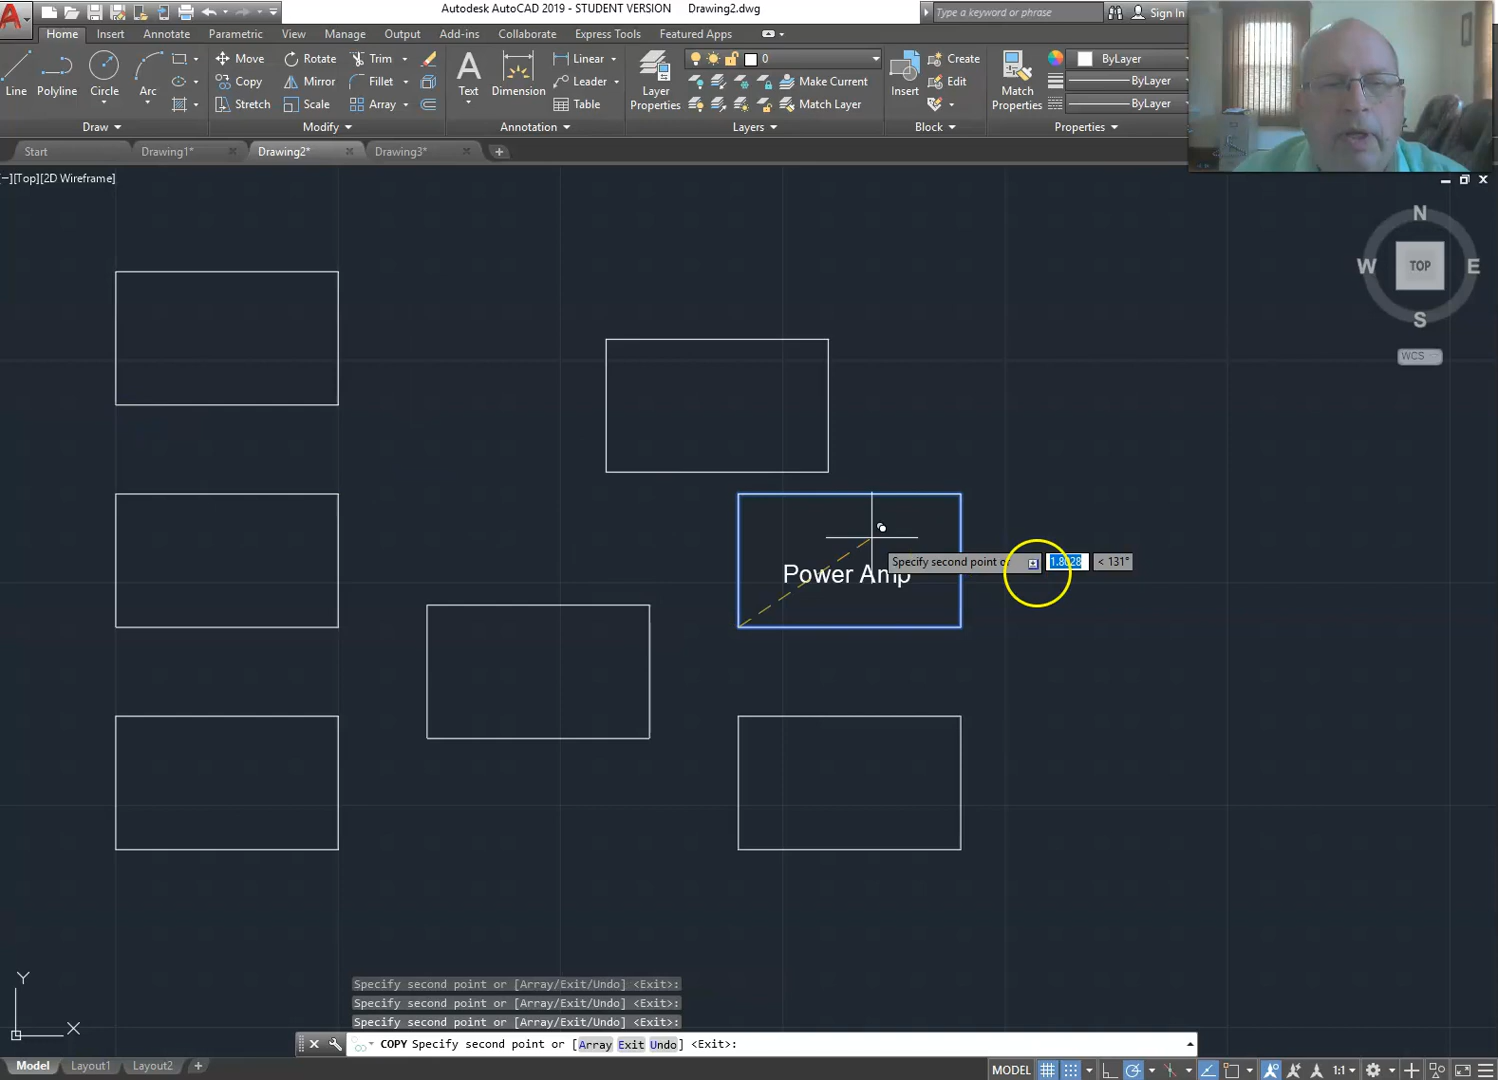 Autodesk AutoCAD 2019 - STUDENT VERSION Drawing2.dwg
Type a keyword or phrase
Sign In
Home Insert Annotate Parametric View Manage Output Add-ins Collaborate Express Tools Featured Apps
Line
Polyline
Circle
Arc
Draw
Move Rotate Trim
Copy Mirror Fillet
Stretch Scale Array
Modify
Text
Dimension
Linear
Leader
Table
Annotation
Layer
Properties
0
Make Current
Match Layer
Layers
Insert
Create
Edit
Block
Match
Properties
ByLayer
ByLayer
ByLayer
Properties
Start Drawing1* Drawing2* Drawing3*
[−][Top][2D Wireframe]
N
W TOP E
S
WCS
Specify second point or
< 131°
Power Amp
Y
X
Specify second point or [Array/Exit/Undo] <Exit>:
Specify second point or [Array/Exit/Undo] <Exit>:
Specify second point or [Array/Exit/Undo] <Exit>:
COPY Specify second point or [Array Exit Undo] <Exit>:
Model Layout1 Layout2
MODEL
1:1